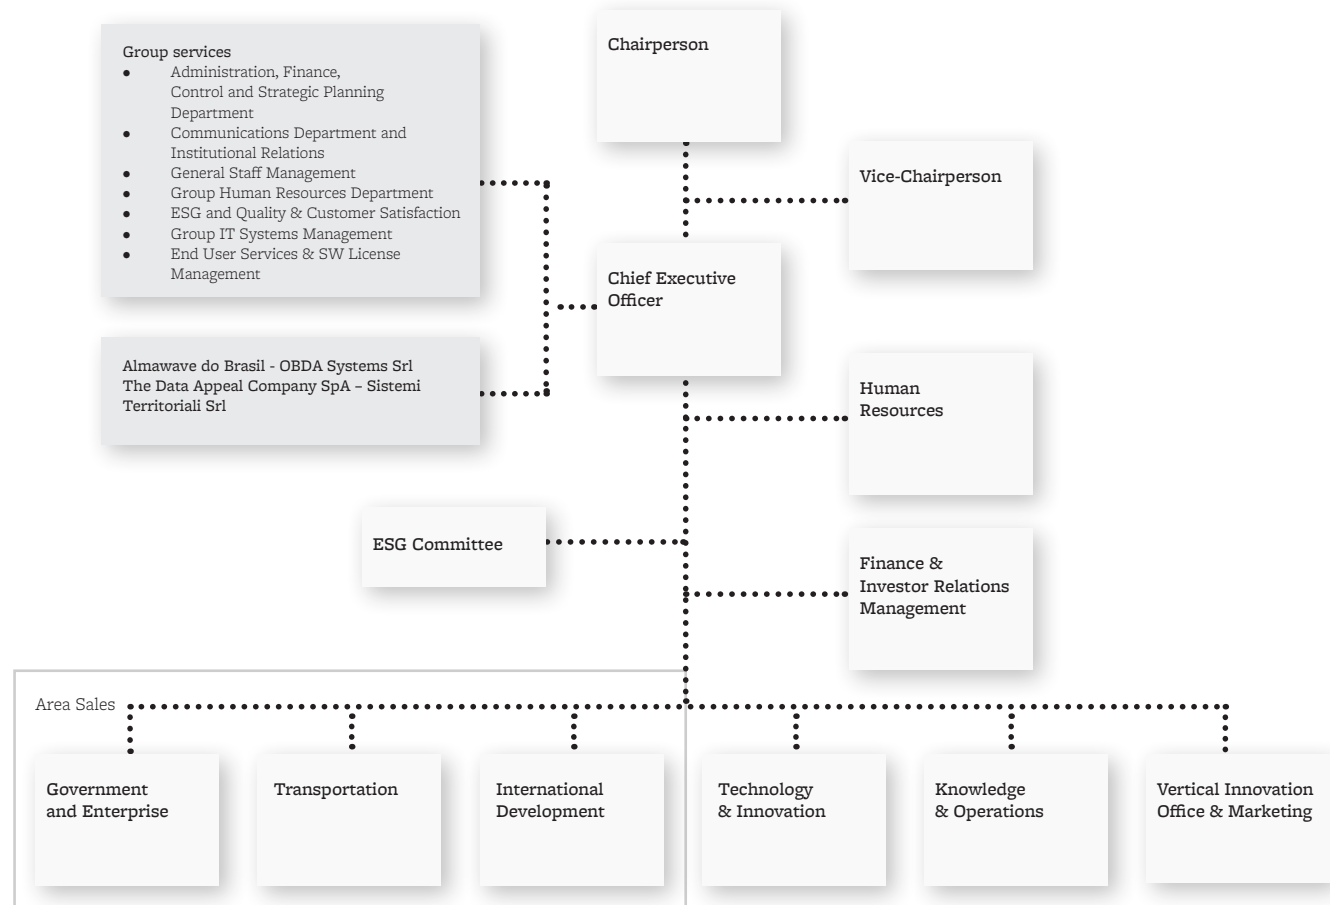 Group services
● Administration, Finance,
Control and Strategic Planning
Department
● Communications Department and
Institutional Relations
● General Staff Management
● Group Human Resources Department
● ESG and Quality & Customer Satisfaction
● Group IT Systems Management
● End User Services & SW License
Management
Chairperson
Vice-Chairperson
Chief Executive
Officer
Almawave do Brasil - OBDA Systems Srl
The Data Appeal Company SpA – Sistemi
Territoriali Srl
Human
Resources
ESG Committee
Finance &
Investor Relations
Management
Area Sales
Government
and Enterprise
Transportation
International
Development
Technology
& Innovation
Knowledge
& Operations
Vertical Innovation
Office & Marketing